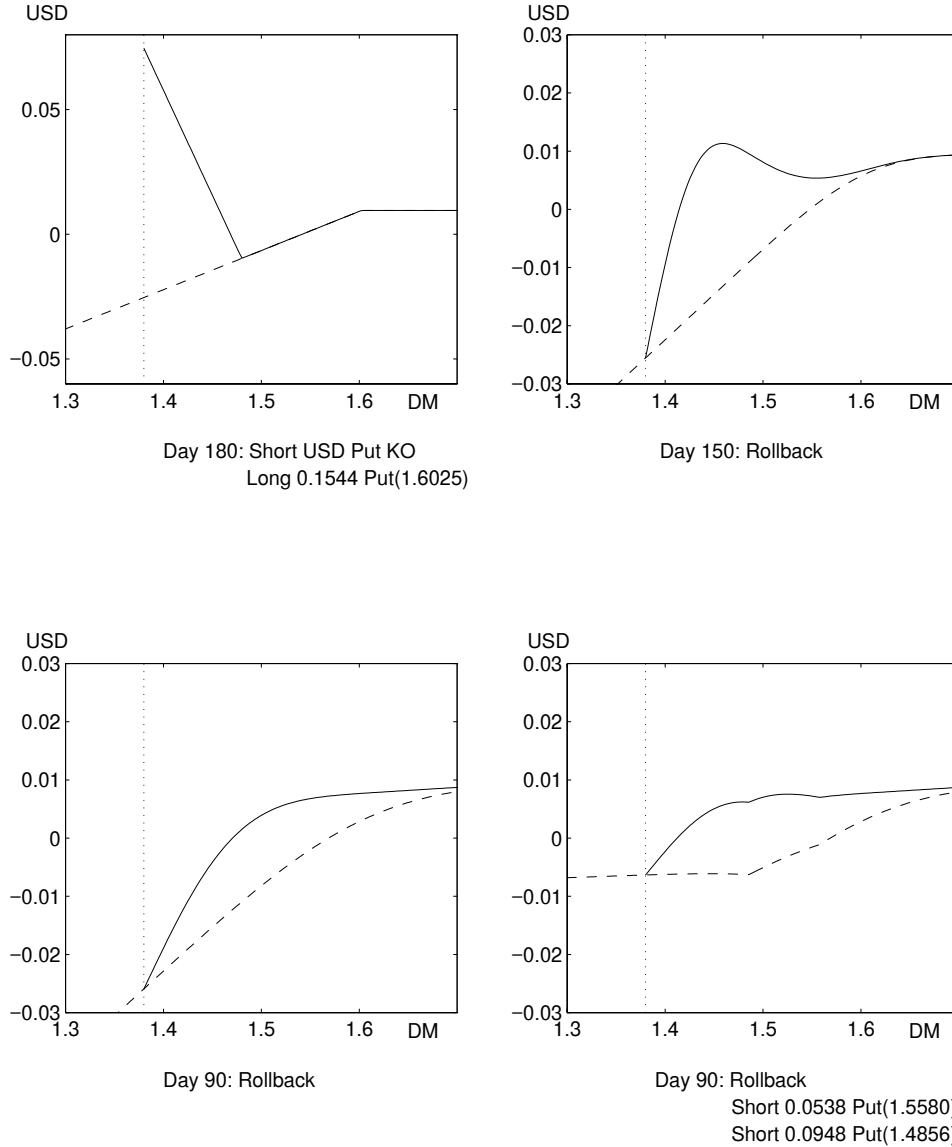 USD
0.05
0
−0.05
1.3 1.4 1.5 1.6 DM
Day 180: Short USD Put KO
Long 0.1544 Put(1.6025)
USD
0.03
0.02
0.01
0
−0.01
−0.02
−0.03
1.3 1.4 1.5 1.6 DM
Day 150: Rollback
USD
0.03
0.02
0.01
0
−0.01
−0.02
−0.03
1.3 1.4 1.5 1.6 DM
Day 90: Rollback
USD
0.03
0.02
0.01
0
−0.01
−0.02
−0.03
1.3 1.4 1.5 1.6 DM
Day 90: Rollback
Short 0.0538 Put(1.5580)
Short 0.0948 Put(1.4856)